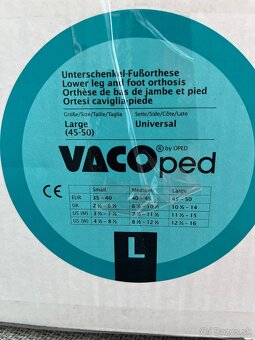 Unterschenkel-Fußorthese
Lower leg and foot orthosis
Orthèse de bas de jambe et pied
Ortesi caviglia-piede
Größe/Size/Taille/Taglia Seite/Side/Côte/Lato
Large Universal
(45-50)
VACOped
® by OPED
CE
Small Medium Large
EUR 35 - 40 40 - 45 45 - 50
UK 2 ½ - 6 ½ 6 ½ - 10 ½ 10 ½ - 14
US (M) 3 ½ - 7 ½ 7 ½ - 11 ½ 11 ½ - 15
US (W) 4 ½ - 8 ½ 8 ½ - 12 ½ 12 ½ - 16
L